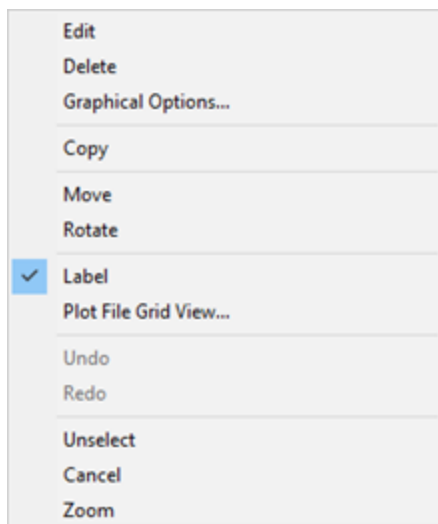 Edit
Delete
Graphical Options...
Copy
Move
Rotate
Label
Plot File Grid View...
Undo
Redo
Unselect
Cancel
Zoom